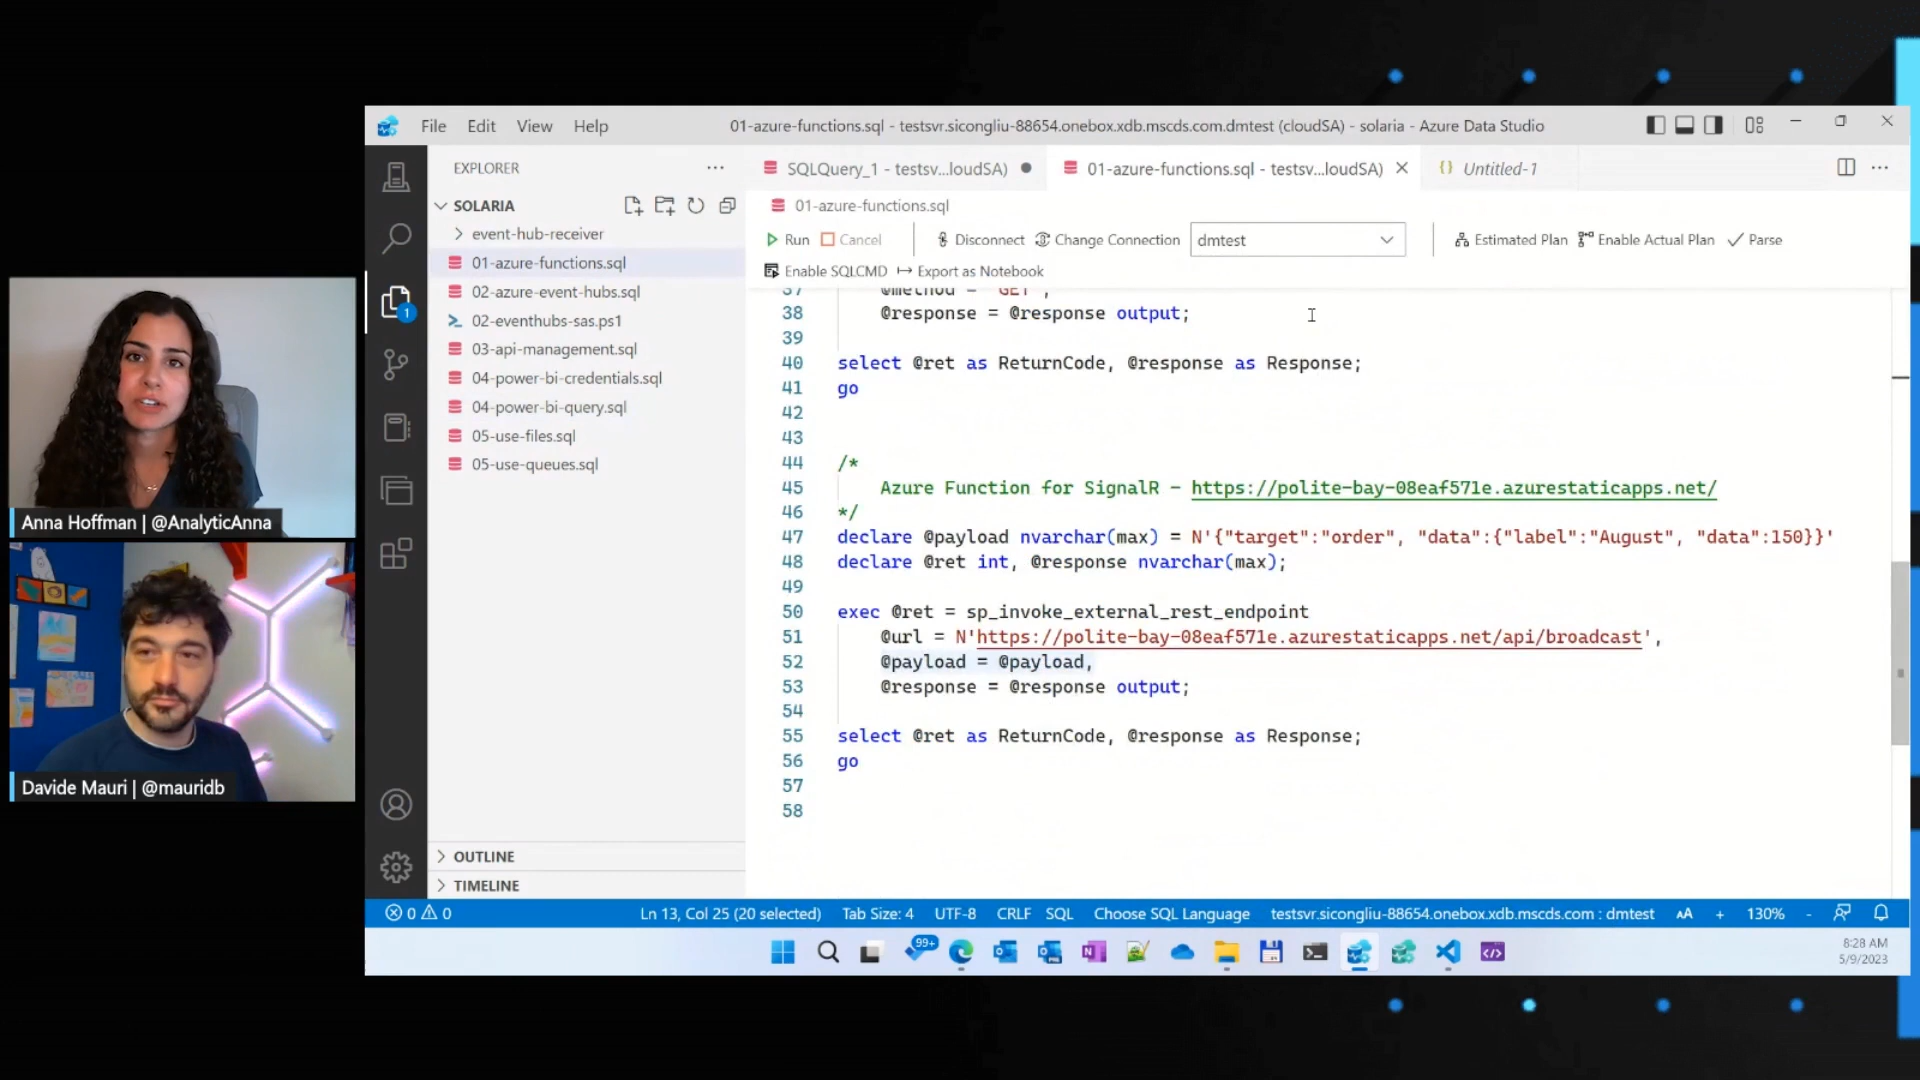 File Edit View Help
01-azure-functions.sql - testsvr.sicongliu-88654.onebox.xdb.mscds.com.dmtest (cloudSA) - solaria - Azure Data Studio
EXPLORER
SOLARIA
event-hub-receiver
01-azure-functions.sql
02-azure-event-hubs.sql
02-eventhubs-sas.ps1
03-api-management.sql
04-power-bi-credentials.sql
04-power-bi-query.sql
05-use-files.sql
05-use-queues.sql
OUTLINE
TIMELINE
1
SQLQuery_1 - testsv...loudSA)
01-azure-functions.sql - testsv...loudSA)
{} Untitled-1
01-azure-functions.sql
Run Cancel Disconnect Change Connection dmtest Estimated Plan Enable Actual Plan Parse
Enable SQLCMD Export as Notebook
37 @method = 'GET',
38 @response = @response output;
39
40 select @ret as ReturnCode, @response as Response;
41 go
42
43
44 /*
45 Azure Function for SignalR - https://polite-bay-08eaf571e.azurestaticapps.net/
46 */
47 declare @payload nvarchar(max) = N'{"target":"order", "data":{"label":"August", "data":150}}'
48 declare @ret int, @response nvarchar(max);
49
50 exec @ret = sp_invoke_external_rest_endpoint
51 @url = N'https://polite-bay-08eaf571e.azurestaticapps.net/api/broadcast',
52 @payload = @payload,
53 @response = @response output;
54
55 select @ret as ReturnCode, @response as Response;
56 go
57
58
Anna Hoffman | @AnalyticAnna
Davide Mauri | @mauridb
0 0 Ln 13, Col 25 (20 selected) Tab Size: 4 UTF-8 CRLF SQL Choose SQL Language testsvr.sicongliu-88654.onebox.xdb.mscds.com : dmtest AA + 130% -
99+
8:28 AM
5/9/2023